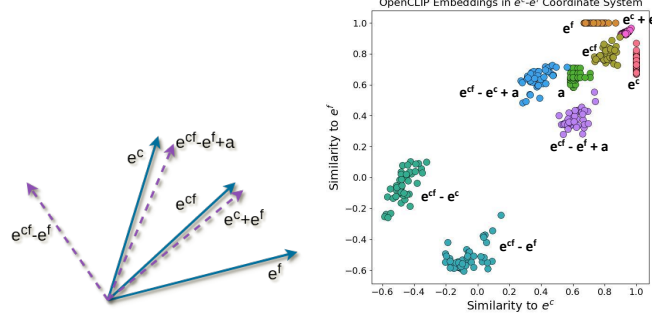 e^c
e^cf-e^f+a
e^cf
e^c+e^f
e^cf-e^f
e^f
OpenCLIP Embeddings in e^c-e^f Coordinate System
Similarity to e^f
1.0
0.8
0.6
0.4
0.2
0.0
−0.2
−0.4
−0.6
e^f
e^c + e
e^cf
e^cf - e^c + a
a
e^c
e^cf - e^f + a
e^cf - e^c
e^cf - e^f
−0.6 −0.4 −0.2 0.0 0.2 0.4 0.6 0.8 1.0
Similarity to e^c